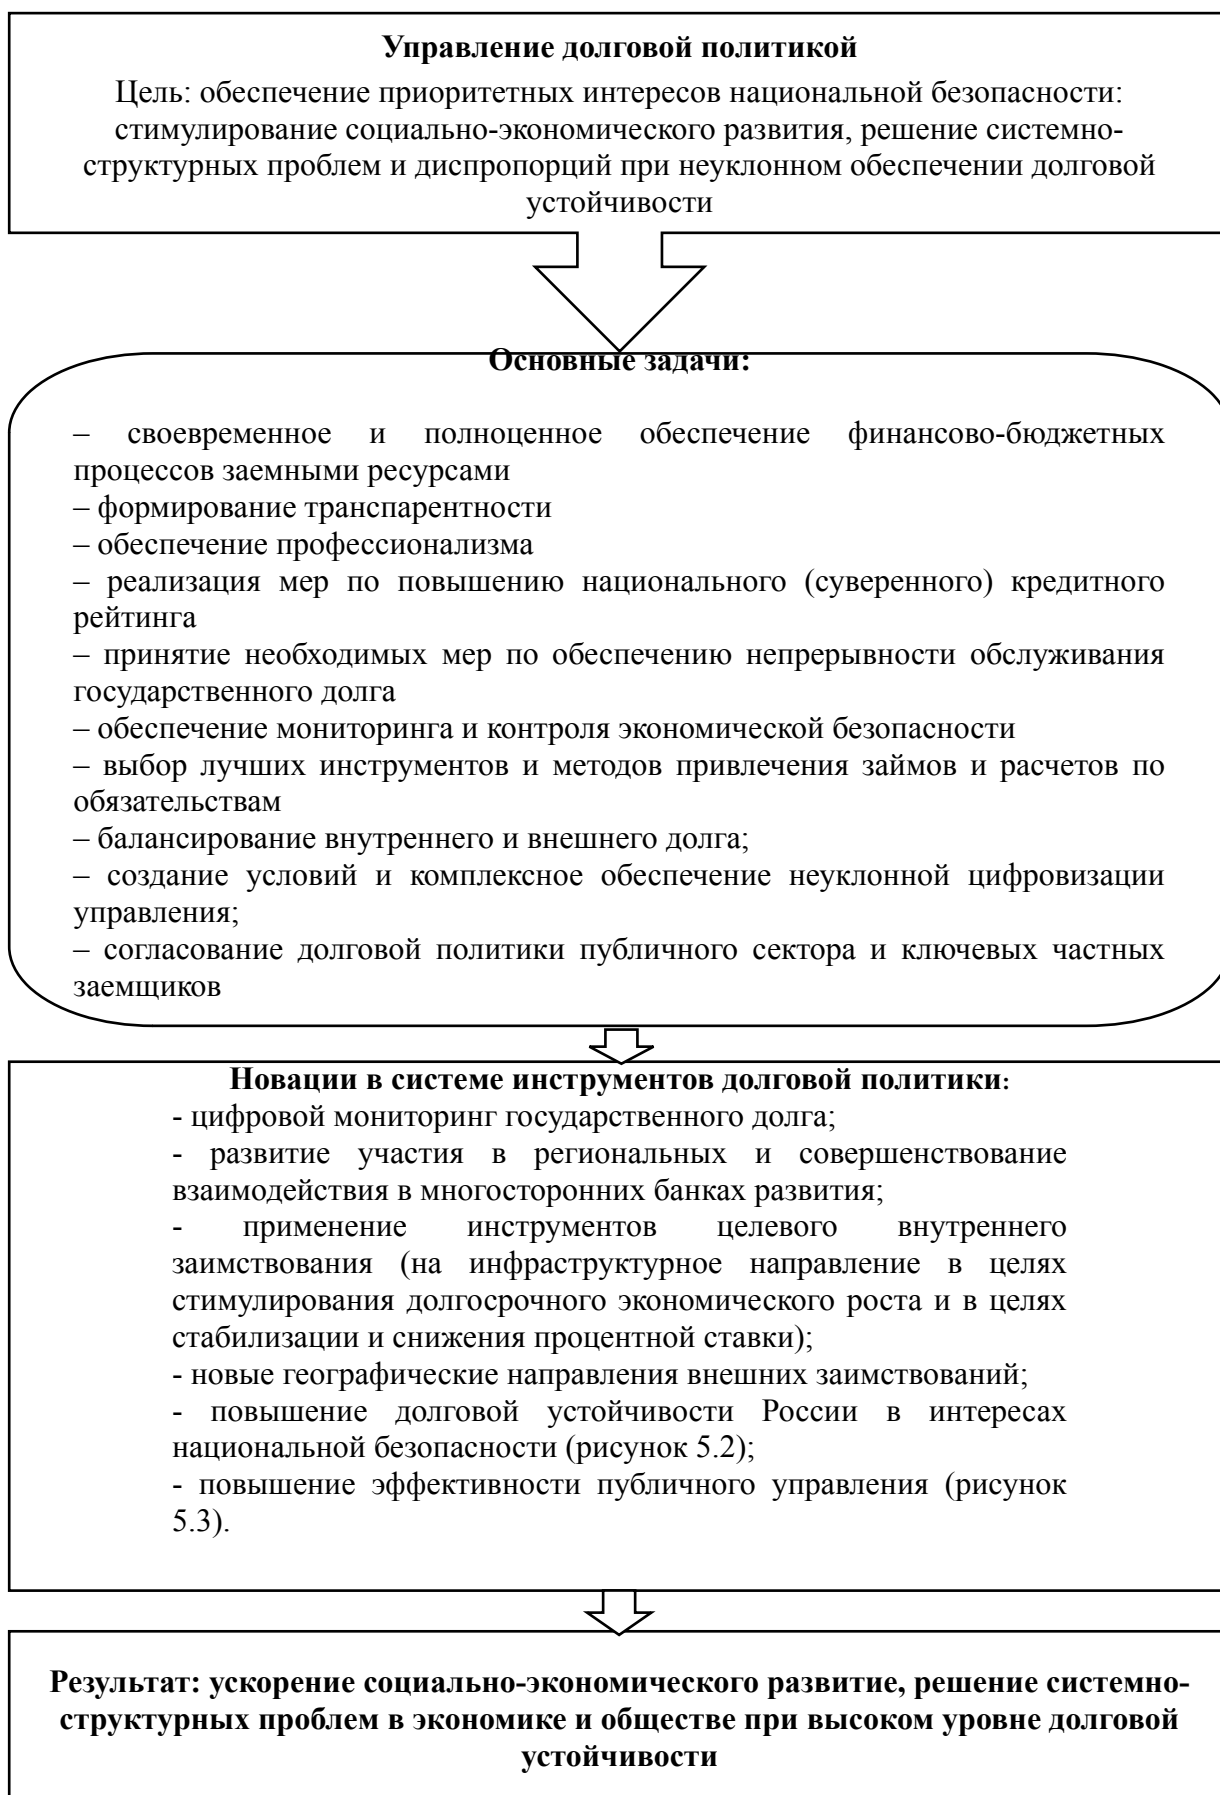 Управление долговой политикой
Цель: обеспечение приоритетных интересов национальной безопасности:
стимулирование социально-экономического развития, решение системно-
структурных проблем и диспропорций при неуклонном обеспечении долговой
устойчивости
Основные задачи:
– своевременное и полноценное обеспечение финансово-бюджетных
процессов заемными ресурсами
– формирование транспарентности
– обеспечение профессионализма
– реализация мер по повышению национального (суверенного) кредитного
рейтинга
– принятие необходимых мер по обеспечению непрерывности обслуживания
государственного долга
– обеспечение мониторинга и контроля экономической безопасности
– выбор лучших инструментов и методов привлечения займов и расчетов по
обязательствам
– балансирование внутреннего и внешнего долга;
– создание условий и комплексное обеспечение неуклонной цифровизации
управления;
– согласование долговой политики публичного сектора и ключевых частных
заемщиков
Новации в системе инструментов долговой политики:
- цифровой мониторинг государственного долга;
- развитие участия в региональных и совершенствование
взаимодействия в многосторонних банках развития;
- применение инструментов целевого внутреннего
заимствования (на инфраструктурное направление в целях
стимулирования долгосрочного экономического роста и в целях
стабилизации и снижения процентной ставки);
- новые географические направления внешних заимствований;
- повышение долговой устойчивости России в интересах
национальной безопасности (рисунок 5.2);
- повышение эффективности публичного управления (рисунок
5.3).
Результат: ускорение социально-экономического развитие, решение системно-
структурных проблем в экономике и обществе при высоком уровне долговой
устойчивости